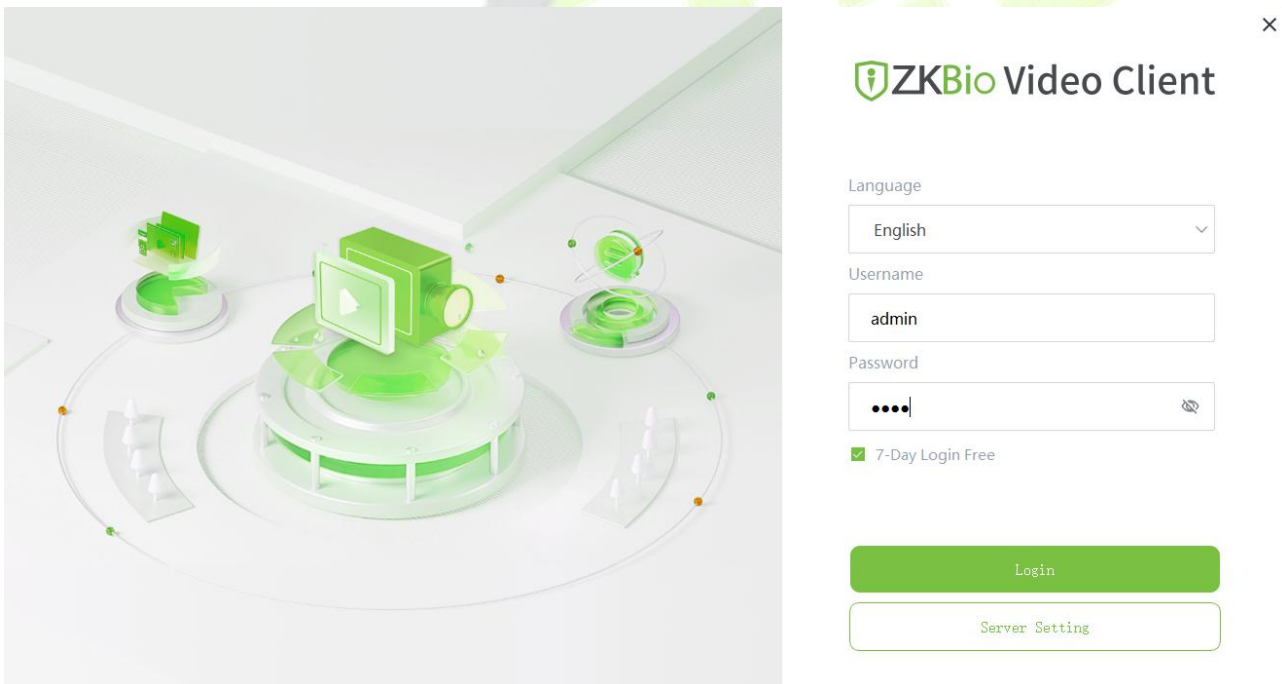 ZKBio Video Client
Language
English
Username
admin
Password
••••
7-Day Login Free
Login
Server Setting